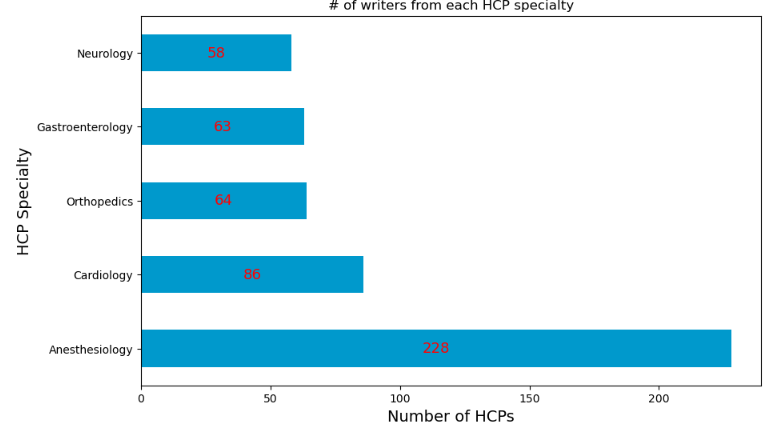 # of writers from each HCP specialty
HCP Specialty
Neurology
58
Gastroenterology
63
Orthopedics
64
Cardiology
86
Anesthesiology
228
0
50
100
150
200
Number of HCPs